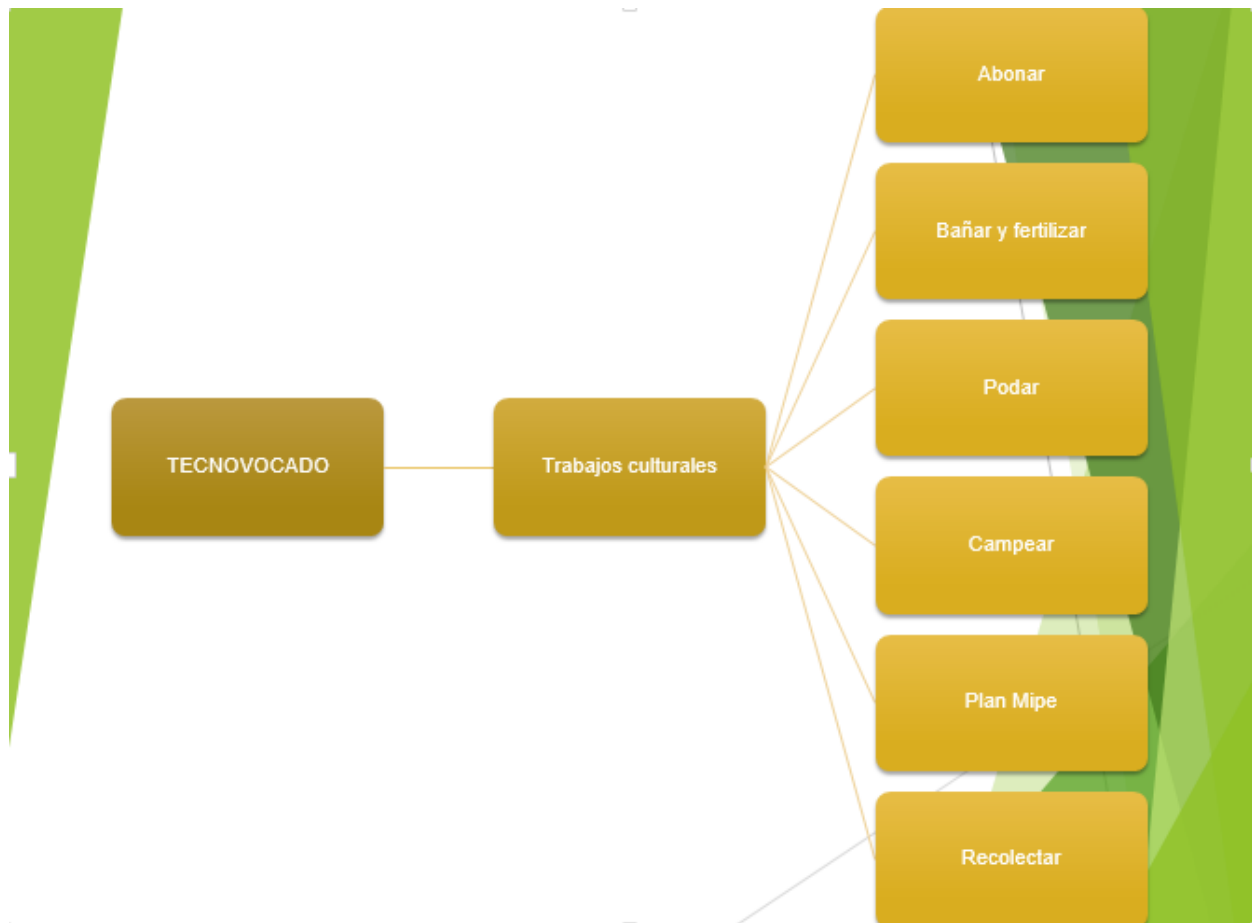 TECNOVOCADO
Trabajos culturales
Abonar
Bañar y fertilizar
Podar
Campear
Plan Mipe
Recolectar